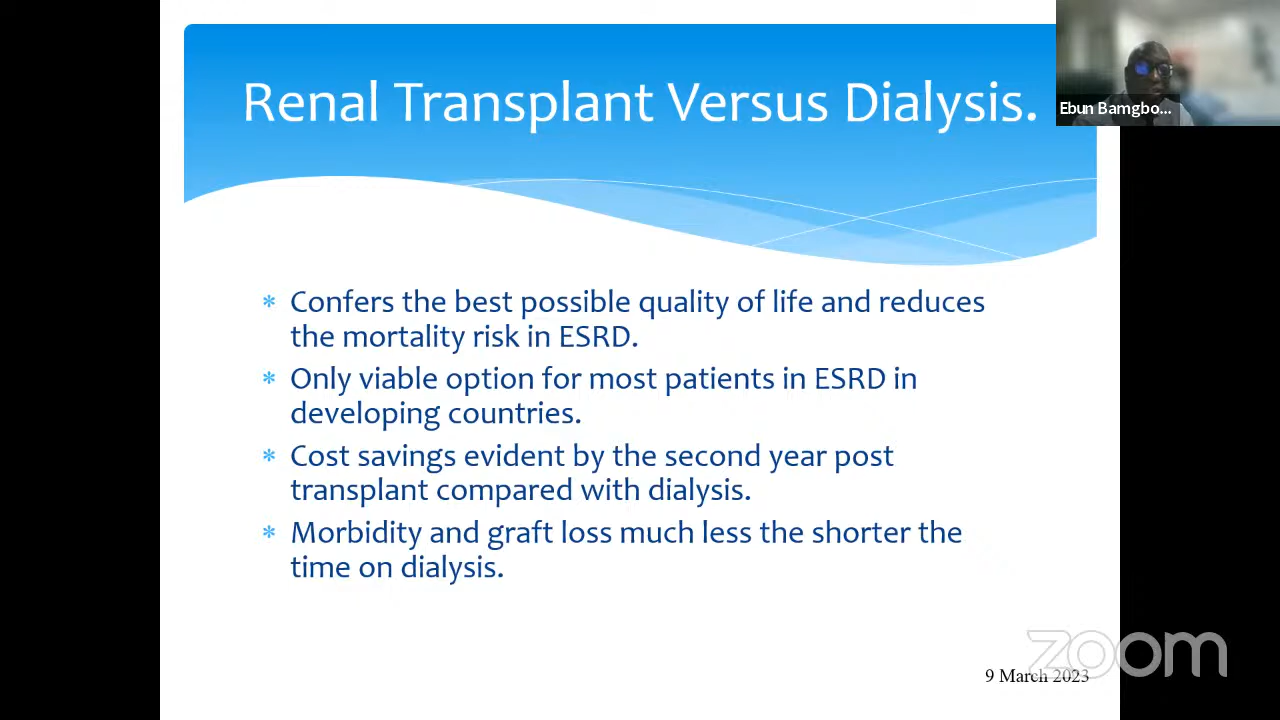 Renal Transplant Versus Dialysis.
Ebun Bamgbo...
* Confers the best possible quality of life and reduces
the mortality risk in ESRD.
* Only viable option for most patients in ESRD in
developing countries.
* Cost savings evident by the second year post
transplant compared with dialysis.
* Morbidity and graft loss much less the shorter the
time on dialysis.
zoom
9 March 2023